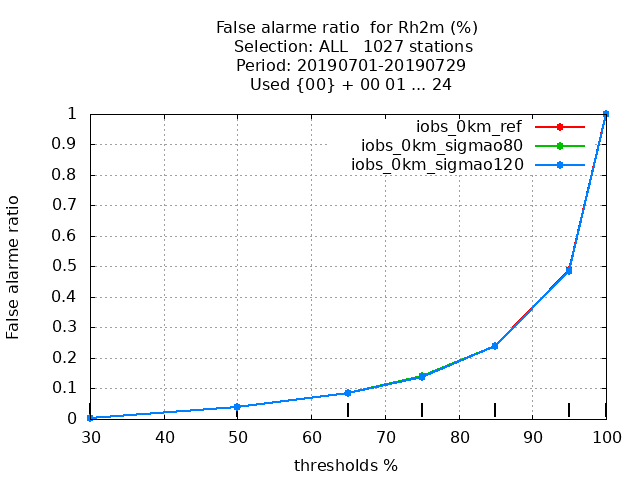 False alarme ratio  for Rh2m (%)
Selection: ALL   1027 stations
Period: 20190701-20190729
Used {00} + 00 01 ... 24
iobs_0km_ref
iobs_0km_sigmao80
iobs_0km_sigmao120
False alarme ratio
1
0.9
0.8
0.7
0.6
0.5
0.4
0.3
0.2
0.1
0
30 40 50 60 70 80 90 100
thresholds %